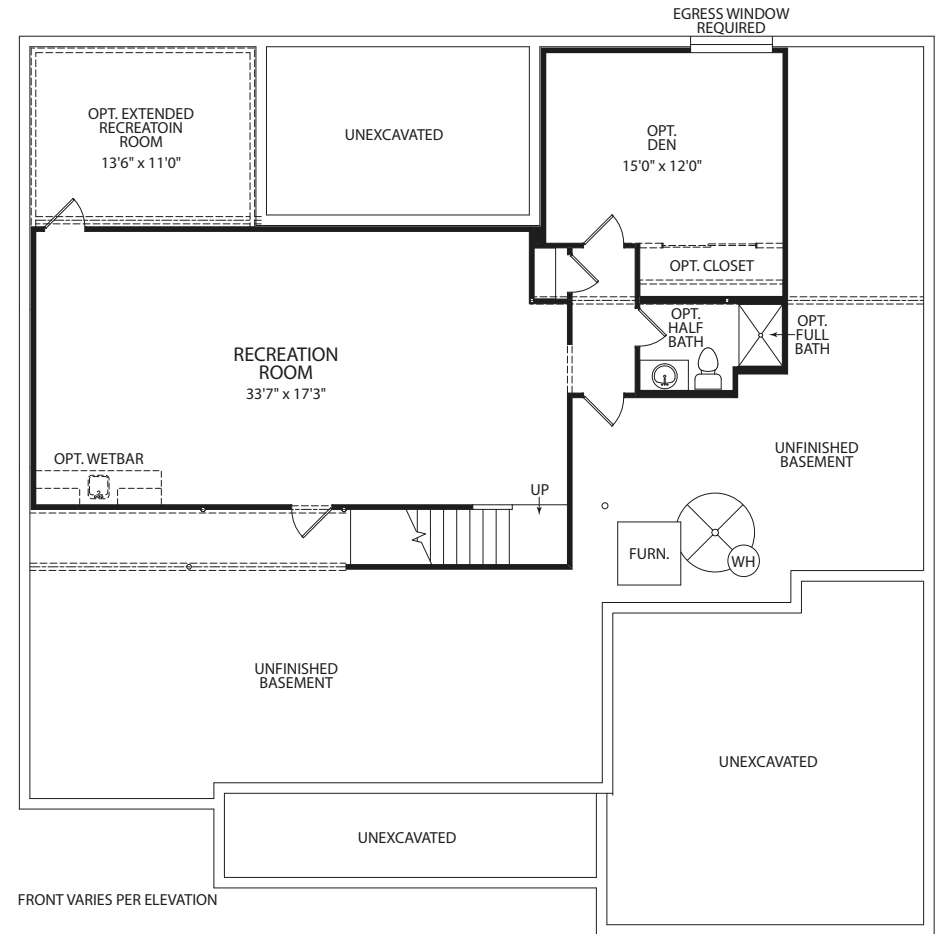 EGRESS WINDOW
REQUIRED
OPT. EXTENDED
RECREATOIN
ROOM
13'6" x 11'0"
UNEXCAVATED
OPT.
DEN
15'0" x 12'0"
OPT. CLOSET
OPT.
HALF
BATH
OPT.
FULL
BATH
RECREATION
ROOM
33'7" x 17'3"
OPT. WETBAR
UP
UNFINISHED
BASEMENT
FURN.
WH
UNFINISHED
BASEMENT
UNEXCAVATED
UNEXCAVATED
FRONT VARIES PER ELEVATION